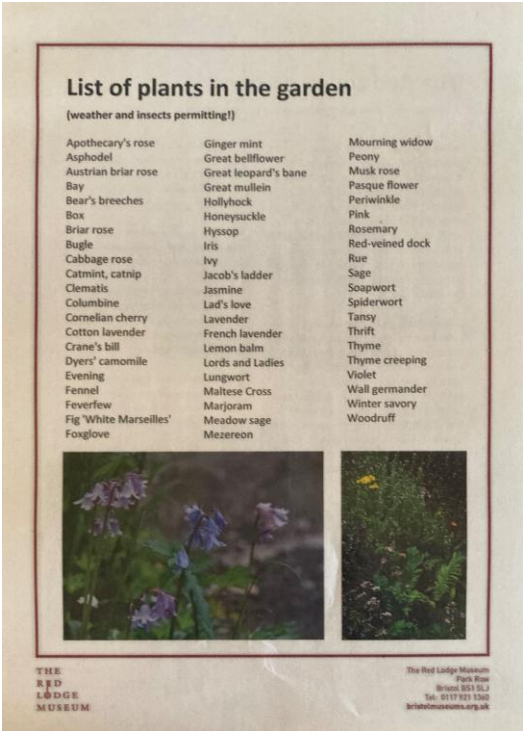 List of plants in the garden
(weather and insects permitting!)
Apothecary's rose
Asphodel
Austrian briar rose
Bay
Bear's breeches
Box
Briar rose
Bugle
Cabbage rose
Catmint, catnip
Clematis
Columbine
Cornelian cherry
Cotton lavender
Crane's bill
Dyers' camomile
Evening
Fennel
Feverfew
Fig 'White Marseilles'
Foxglove
Ginger mint
Great bellflower
Great leopard's bane
Great mullein
Hollyhock
Honeysuckle
Hyssop
Iris
Ivy
Jacob's ladder
Jasmine
Lad's love
Lavender
French lavender
Lemon balm
Lords and Ladies
Lungwort
Maltese Cross
Marjoram
Meadow sage
Mezereon
Mourning widow
Peony
Musk rose
Pasque flower
Periwinkle
Pink
Rosemary
Red-veined dock
Rue
Sage
Soapwort
Spiderwort
Tansy
Thrift
Thyme
Thyme creeping
Violet
Wall germander
Winter savory
Woodruff
THE
RED
LODGE
MUSEUM
The Red Lodge Museum
Park Row
Bristol BS1 5LJ
Tel: 0117 921 1360
bristolmuseums.org.uk